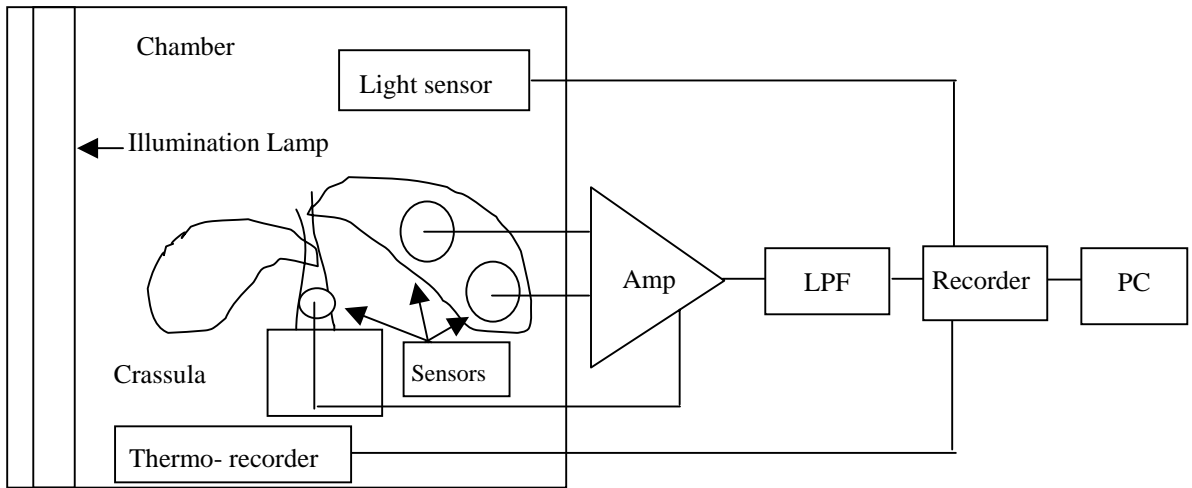 Chamber
Light sensor
Illumination Lamp
Amp
LPF
Recorder
PC
Crassula
Sensors
Thermo- recorder